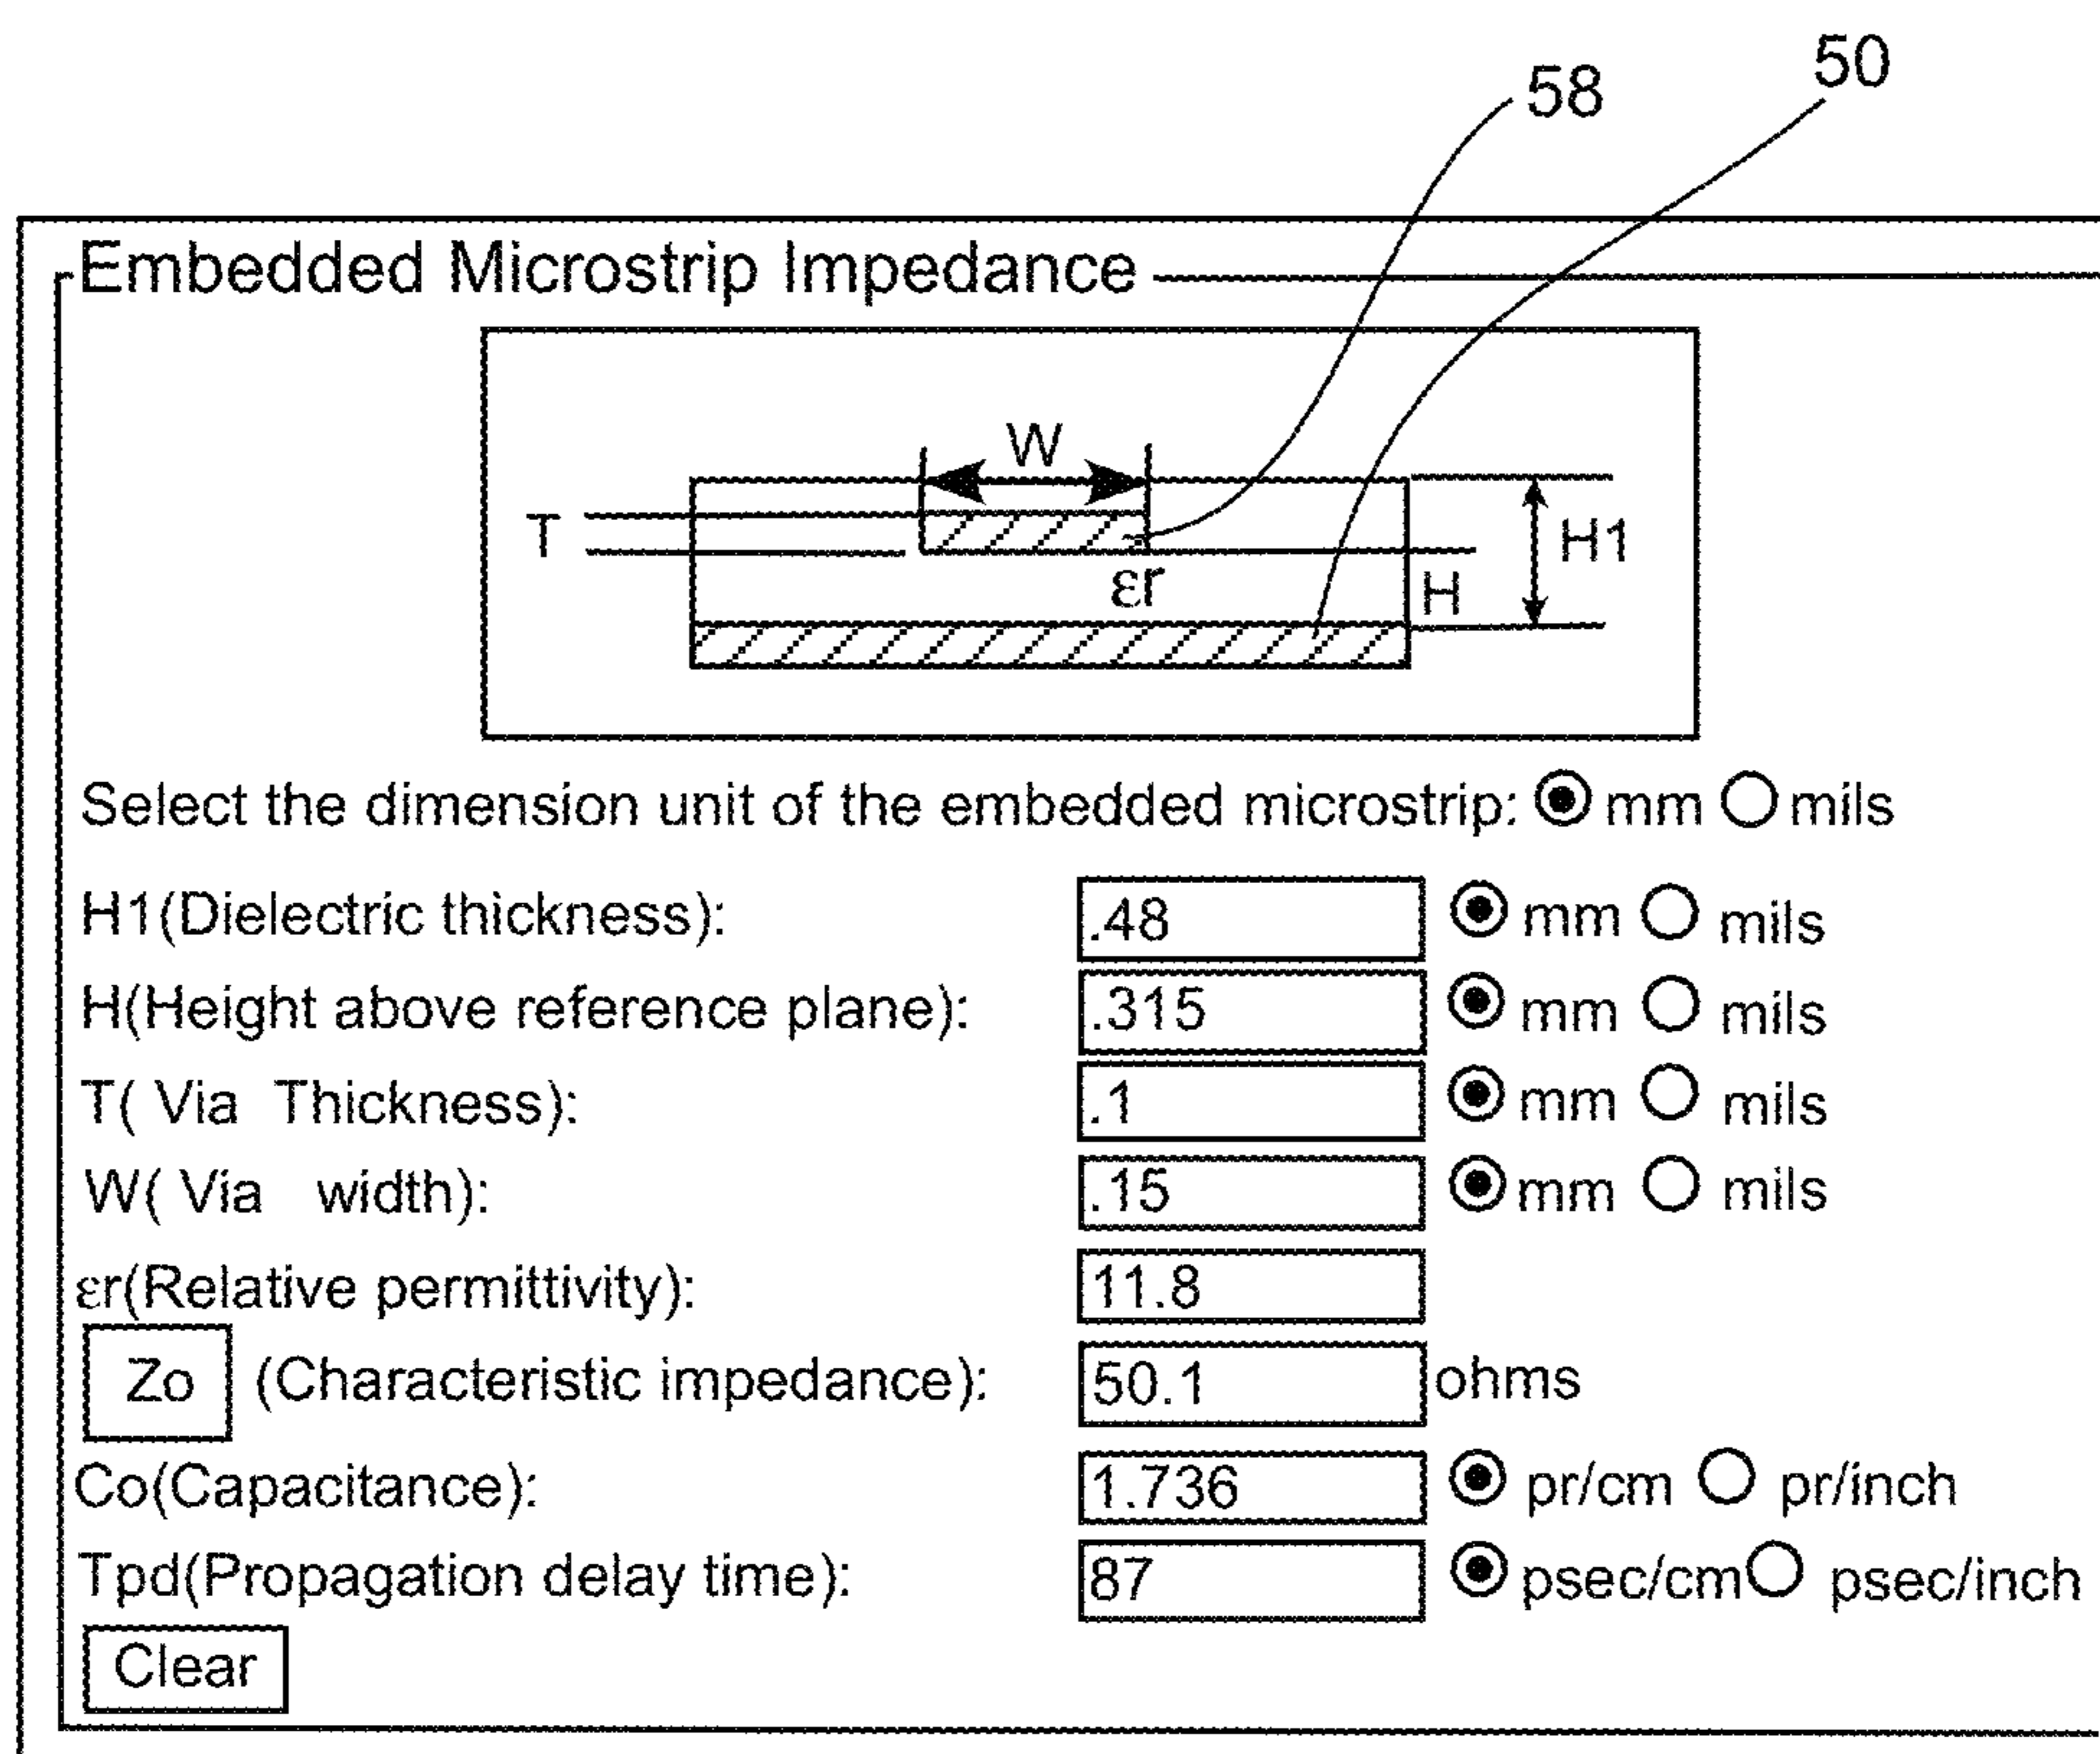 58
50
Embedded Microstrip Impedance
W
T
H1
εr
H
Select the dimension unit of the embedded microstrip: mm mils
H1(Dielectric thickness): .48 mm mils
H(Height above reference plane): .315 mm mils
T( Via Thickness): .1 mm mils
W( Via width): .15 mm mils
εr(Relative permittivity): 11.8
Zo (Characteristic impedance): 50.1 ohms
Co(Capacitance): 1.736 pr/cm pr/inch
Tpd(Propagation delay time): 87 psec/cm psec/inch
Clear